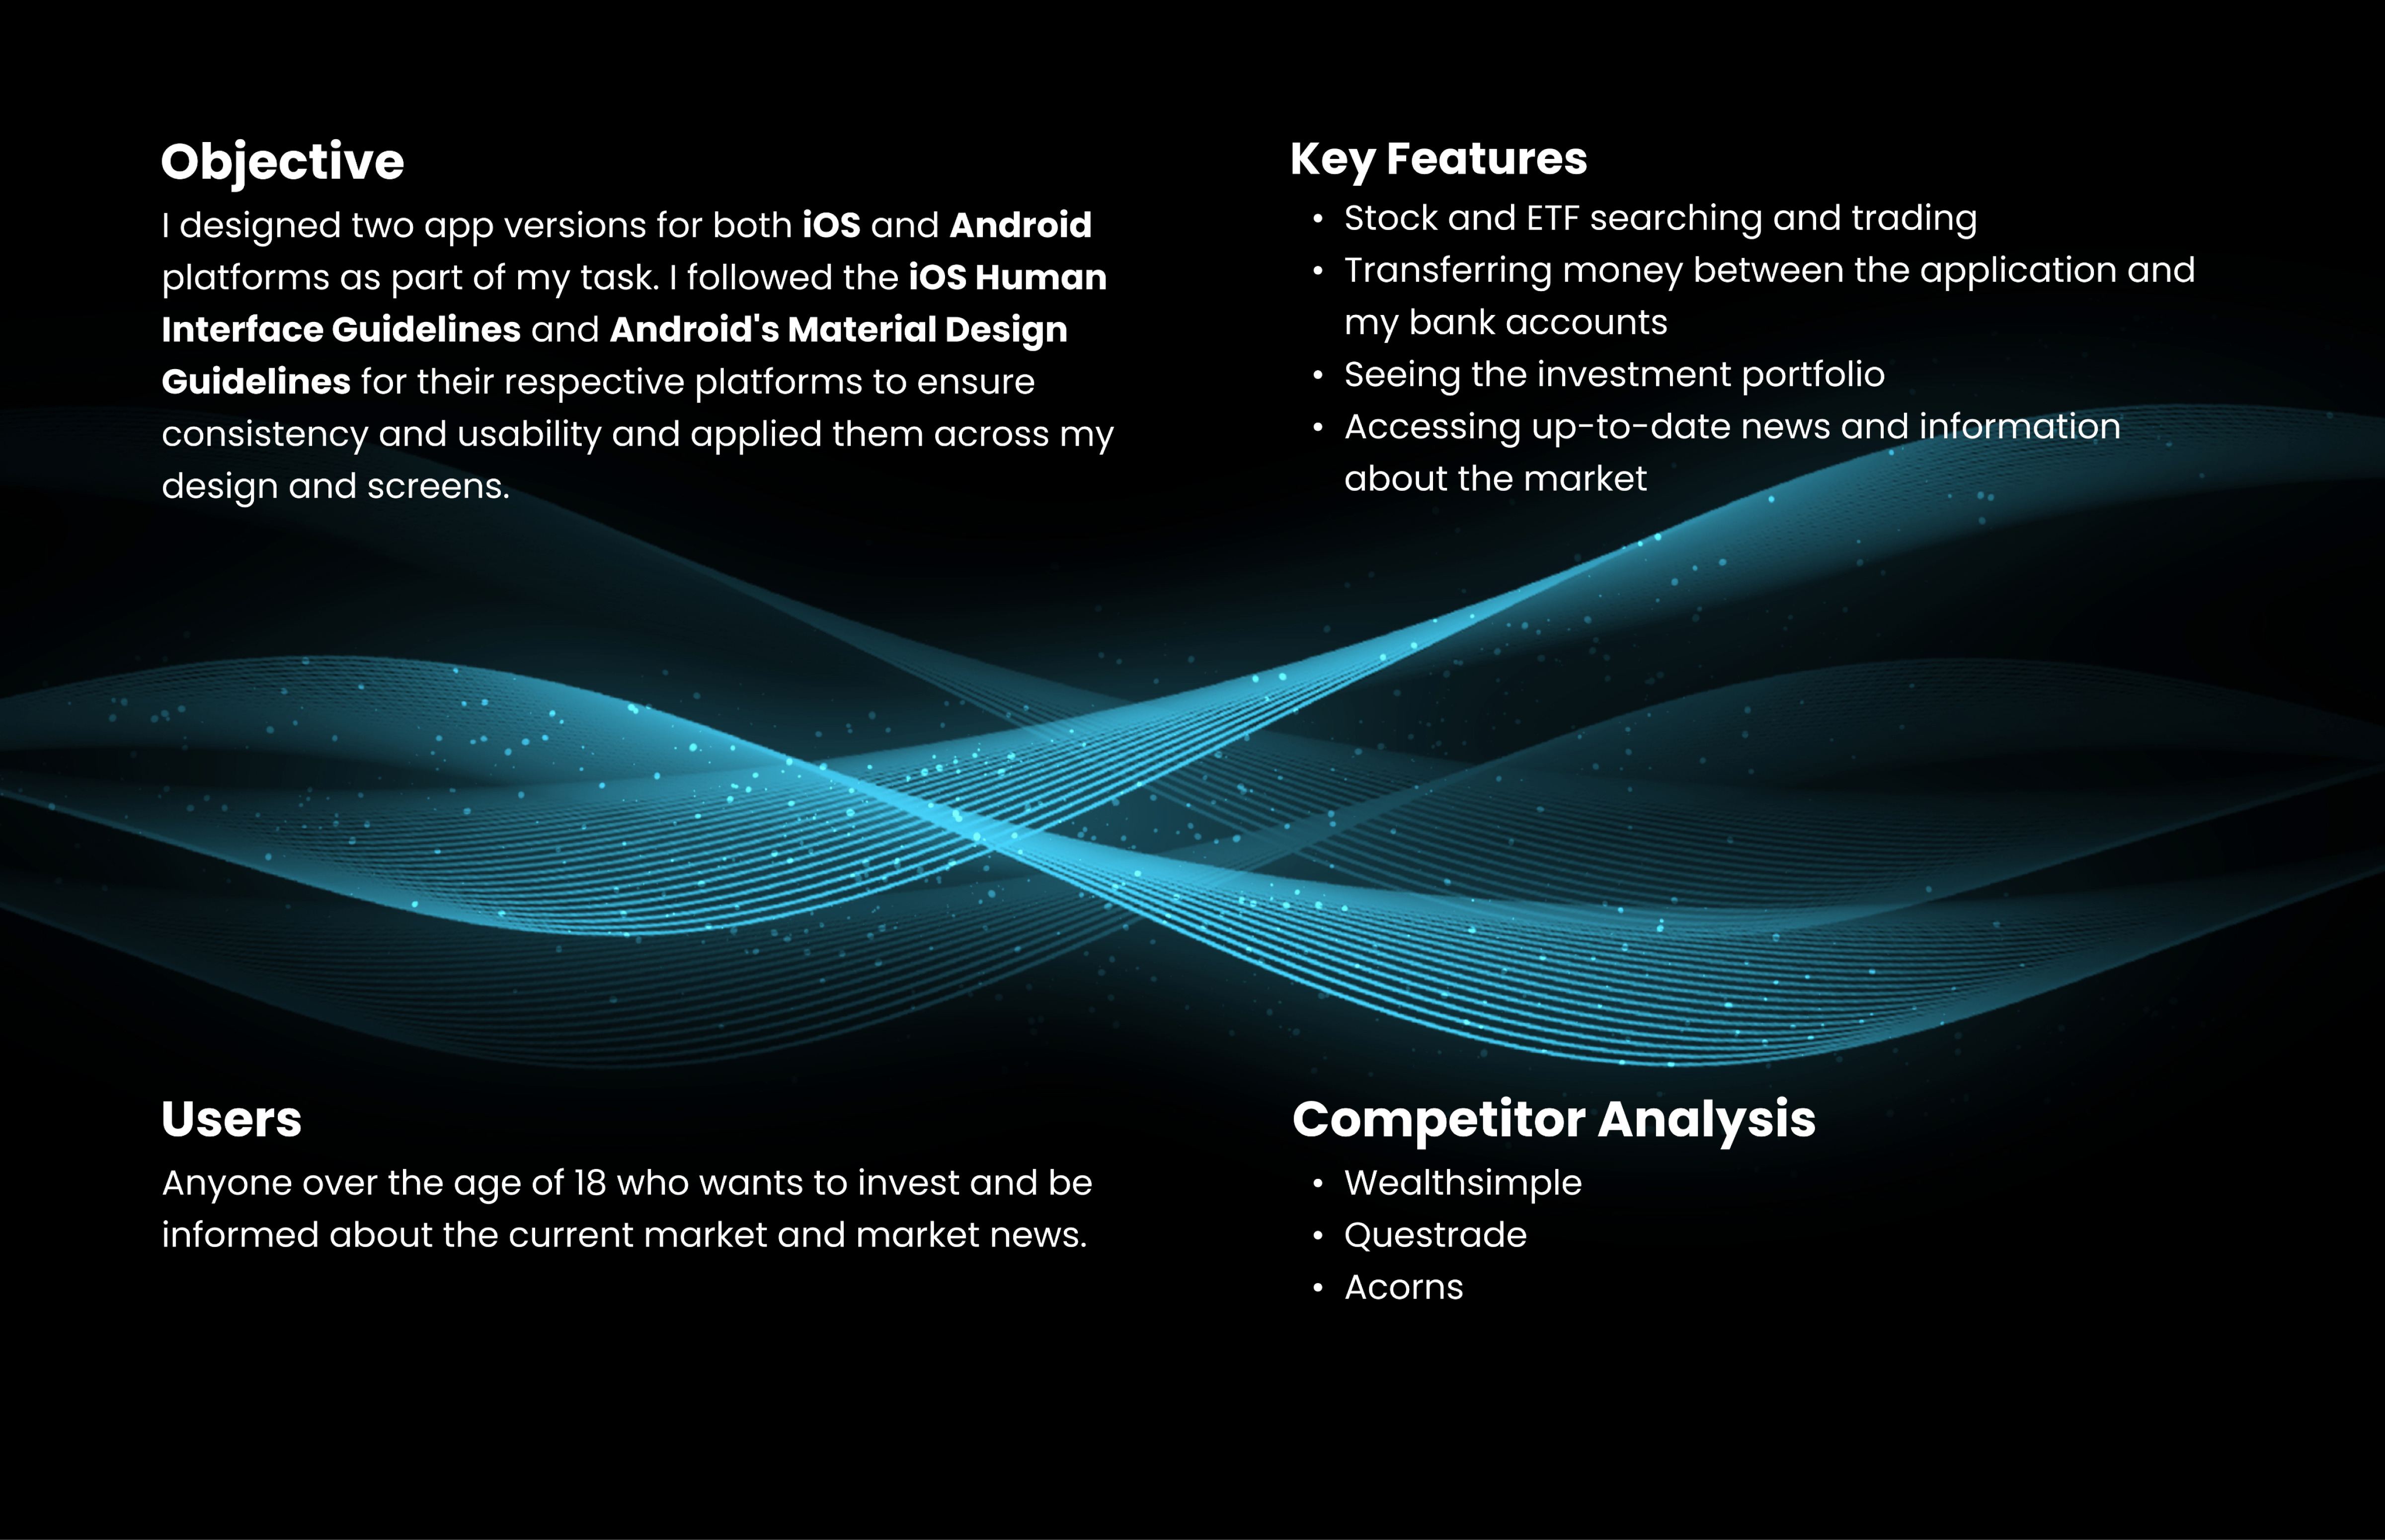 Objective
I designed two app versions for both iOS and Android
platforms as part of my task. I followed the iOS Human
Interface Guidelines and Android's Material Design
Guidelines for their respective platforms to ensure
consistency and usability and applied them across my
design and screens.
Key Features
• Stock and ETF searching and trading
• Transferring money between the application and
my bank accounts
• Seeing the investment portfolio
• Accessing up-to-date news and information
about the market
Users
Anyone over the age of 18 who wants to invest and be
informed about the current market and market news.
Competitor Analysis
• Wealthsimple
• Questrade
• Acorns